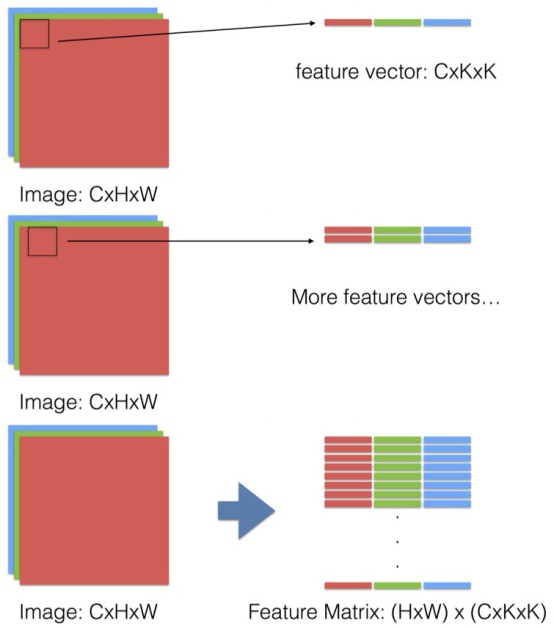 feature vector: CxKxK
Image: CxHxW
More feature vectors…
Image: CxHxW
Image: CxHxW
Feature Matrix: (HxW) x (CxKxK)